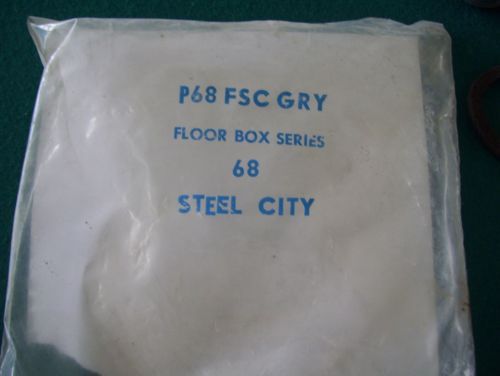 P68 FSC GRY
FLOOR BOX SERIES
68
STEEL CITY